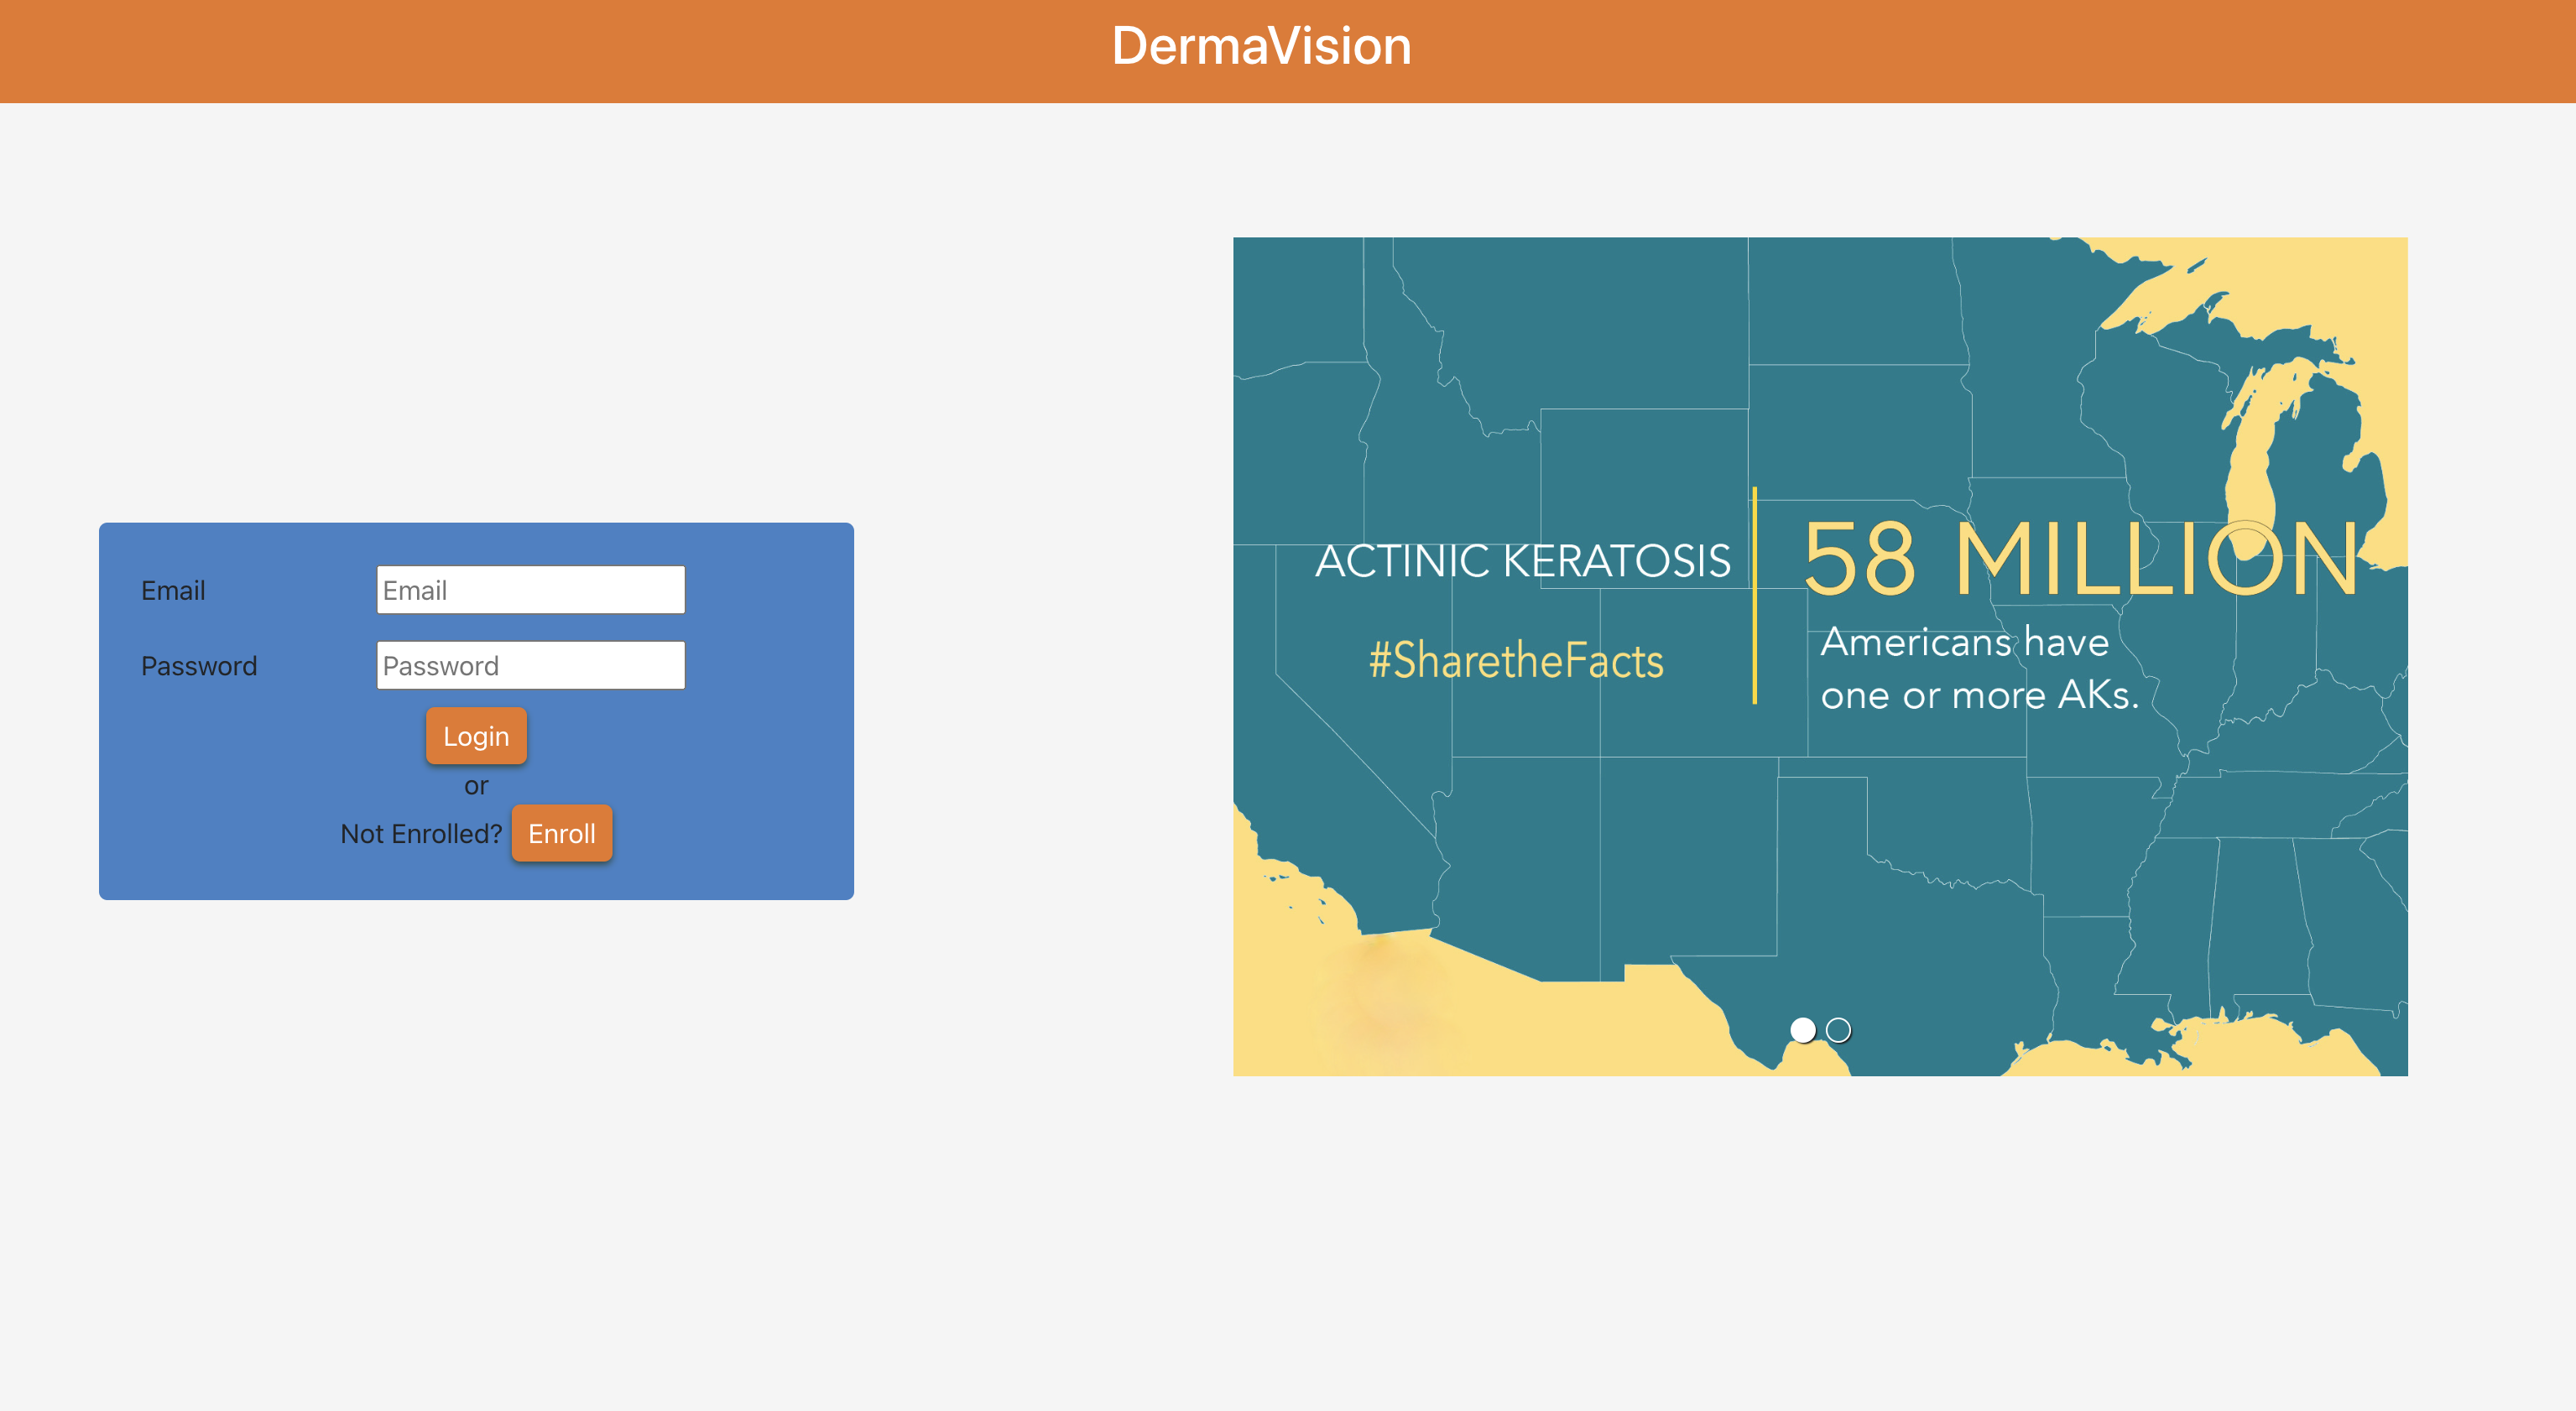 DermaVision
Email
Email
Password
Password
Login
or
Not Enrolled? Enroll
ACTINIC KERATOSIS
#SharetheFacts
58 MILLION
Americans have
one or more AKs.